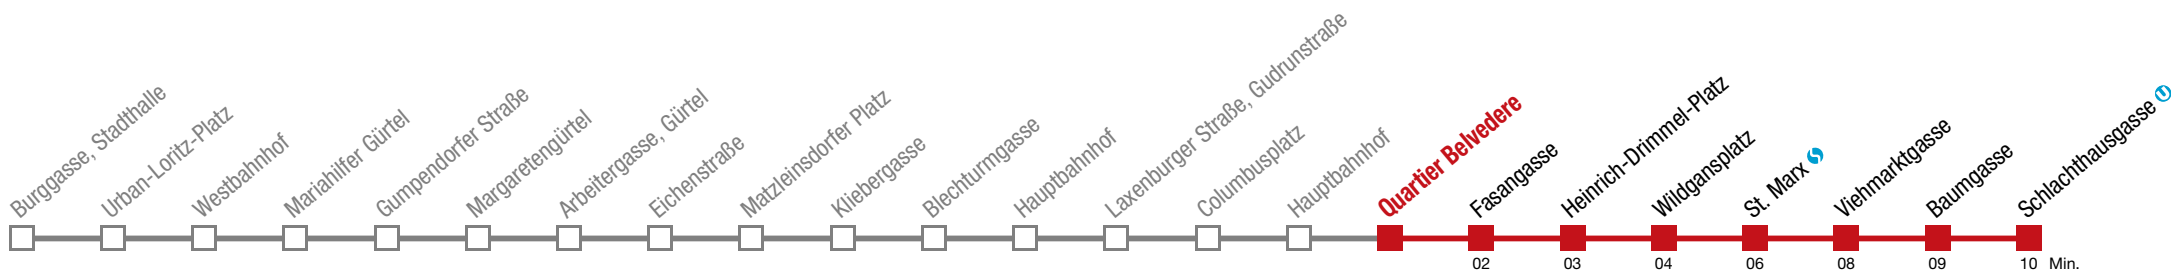 Burggasse, Stadthalle
Urban-Loritz-Platz
Westbahnhof
Mariahilfer Gürtel
Gumpendorfer Straße
Margaretengürtel
Arbeitergasse, Gürtel
Eichenstraße
Matzleinsdorfer Platz
Kliebergasse
Blechturmgasse
Hauptbahnhof
Laxenburger Straße, Gudrunstraße
Columbusplatz
Hauptbahnhof
Quartier Belvedere
Fasangasse
Heinrich-Drimmel-Platz
Wildgansplatz
St. Marx S
Viehmarktgasse
Baumgasse
Schlachthausgasse U
02 03 04 06 08 09 10 Min.